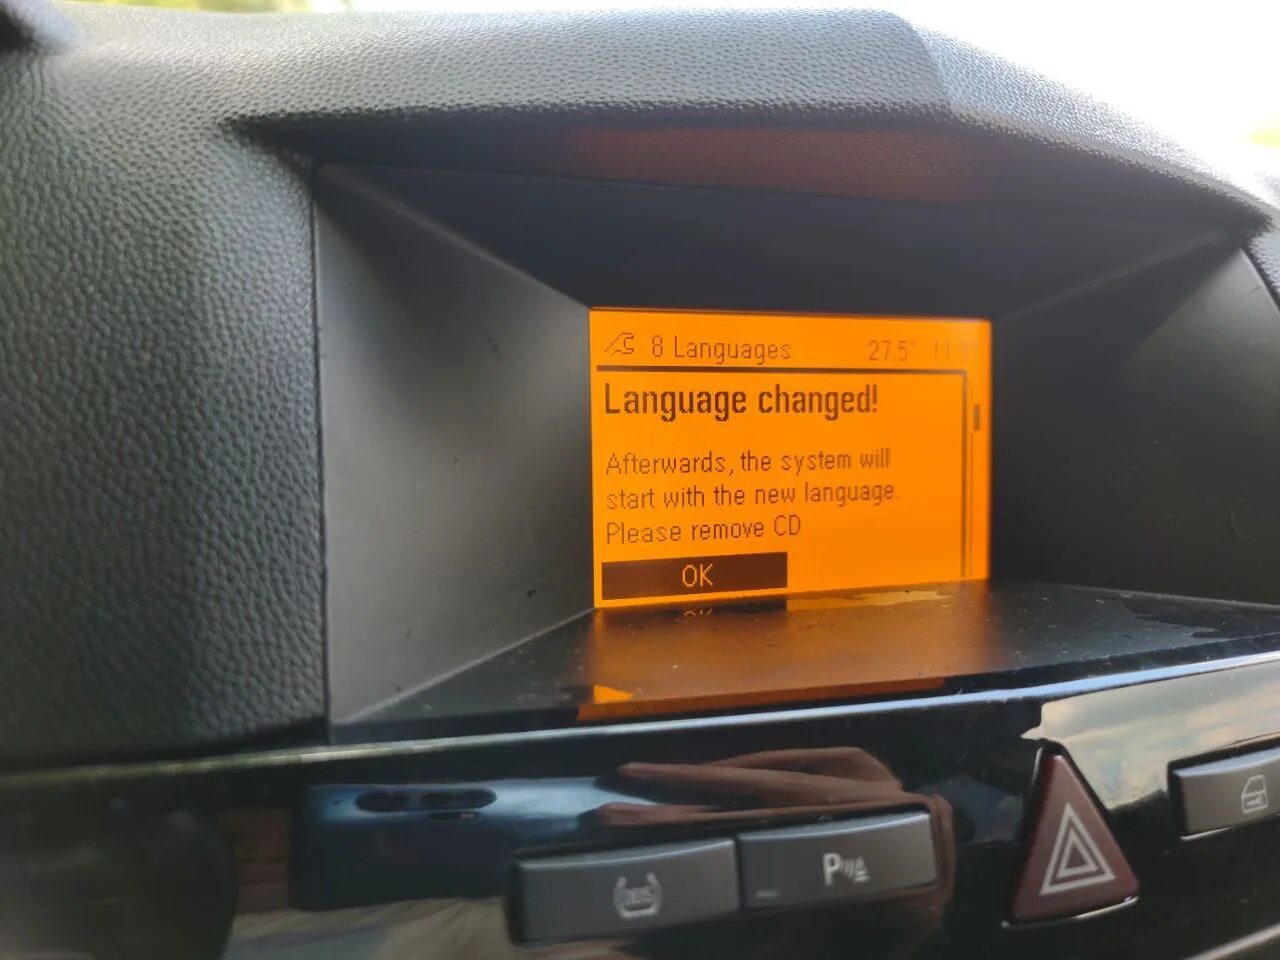 8 Languages 27.5°
Language changed!
Afterwards, the system will
start with the new language.
Please remove CD
OK
P